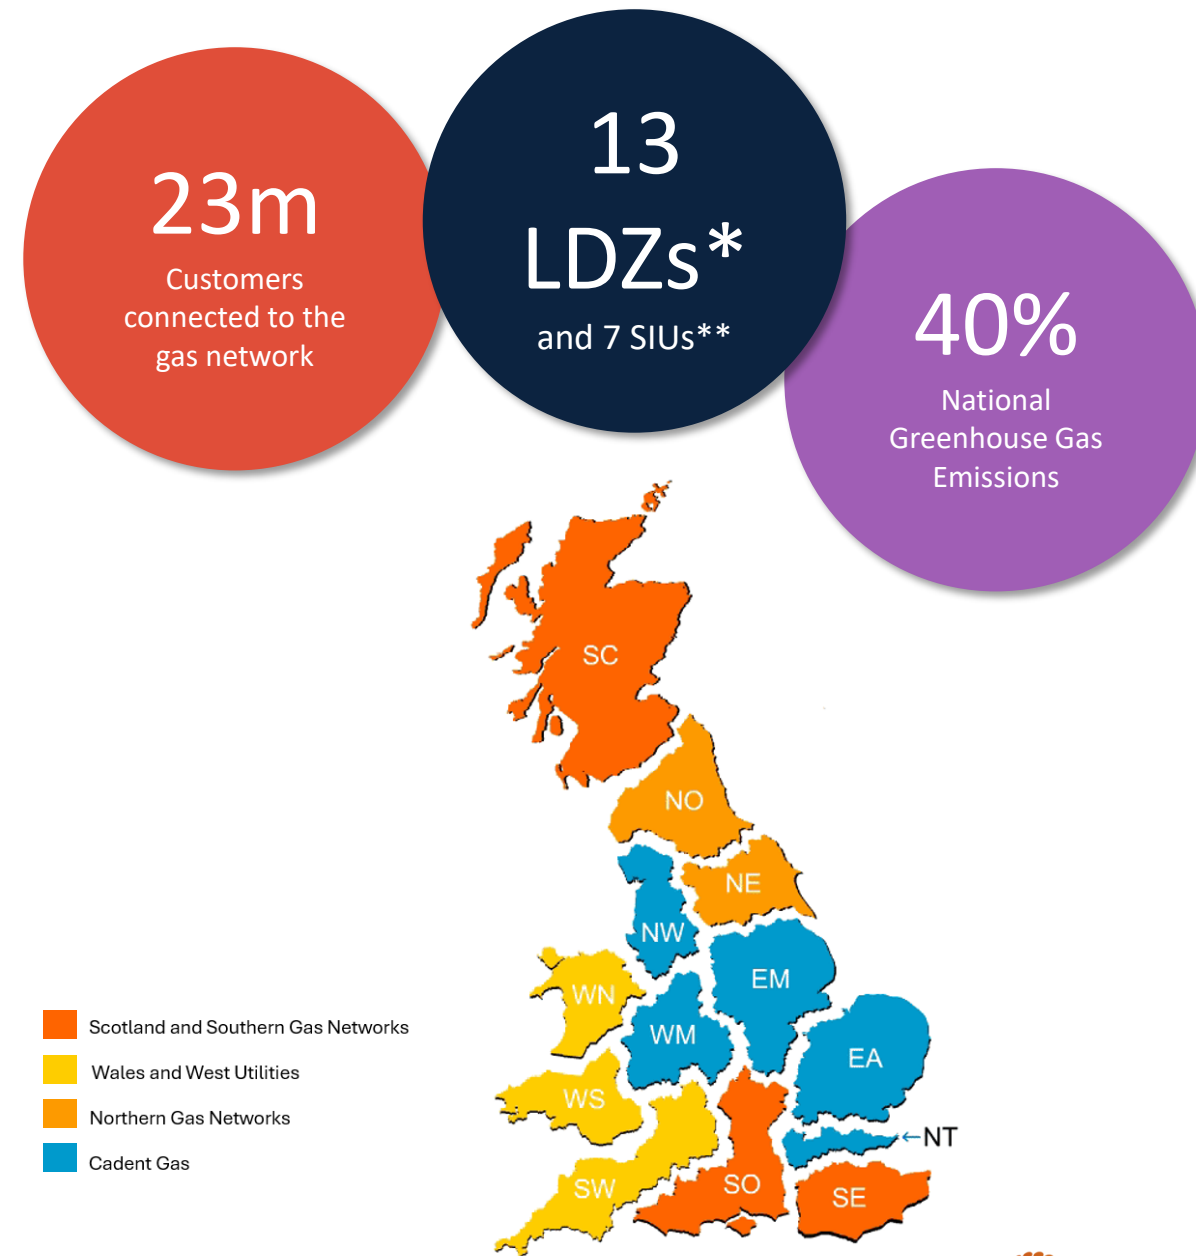 23m
Customers
connected to the
gas network
13
LDZs*
and 7 SIUs**
40%
National
Greenhouse Gas
Emissions
SC
NO
NE
NW
EM
WN
WM
EA
WS
←NT
SW
SO
SE
Scotland and Southern Gas Networks
Wales and West Utilities
Northern Gas Networks
Cadent Gas